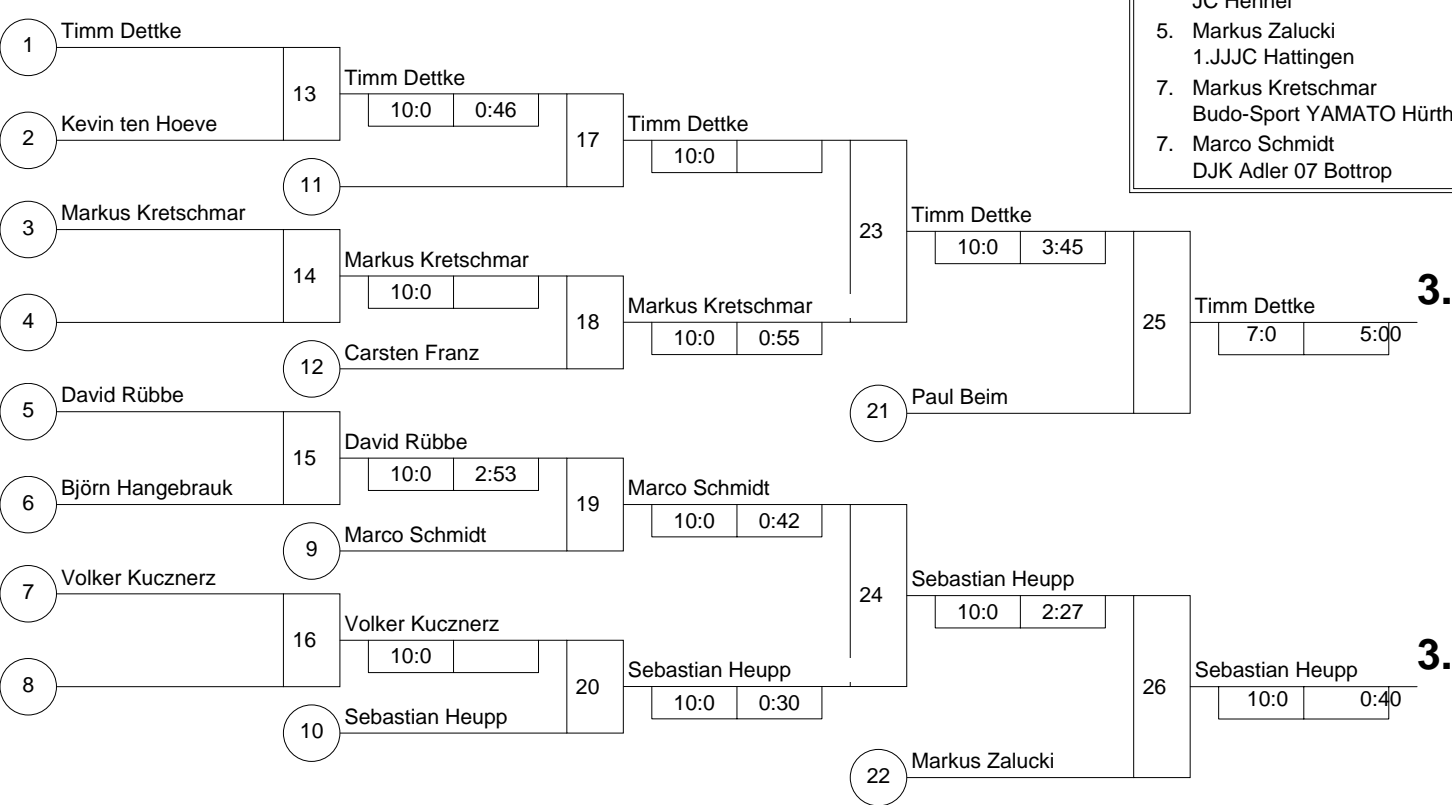 JC Hennef
5. Markus Zalucki
1.JJJC Hattingen
7. Markus Kretschmar
Budo-Sport YAMATO Hürth
7. Marco Schmidt
DJK Adler 07 Bottrop
1 Timm Dettke
13
Timm Dettke
10:0 0:46
2 Kevin ten Hoeve
17
Timm Dettke
10:0
11
3 Markus Kretschmar
23
Timm Dettke
10:0 3:45
14
Markus Kretschmar
10:0
4
18
Markus Kretschmar
10:0 0:55
12 Carsten Franz
25
Timm Dettke
7:0 5:00
3.
5 David Rübbe
21 Paul Beim
15
David Rübbe
10:0 2:53
6 Björn Hangebrauk
19
Marco Schmidt
10:0 0:42
9 Marco Schmidt
7 Volker Kucznerz
24
Sebastian Heupp
10:0 2:27
16
Volker Kucznerz
10:0
8
20
Sebastian Heupp
10:0 0:30
10 Sebastian Heupp
26
Sebastian Heupp
10:0 0:40
3.
22 Markus Zalucki